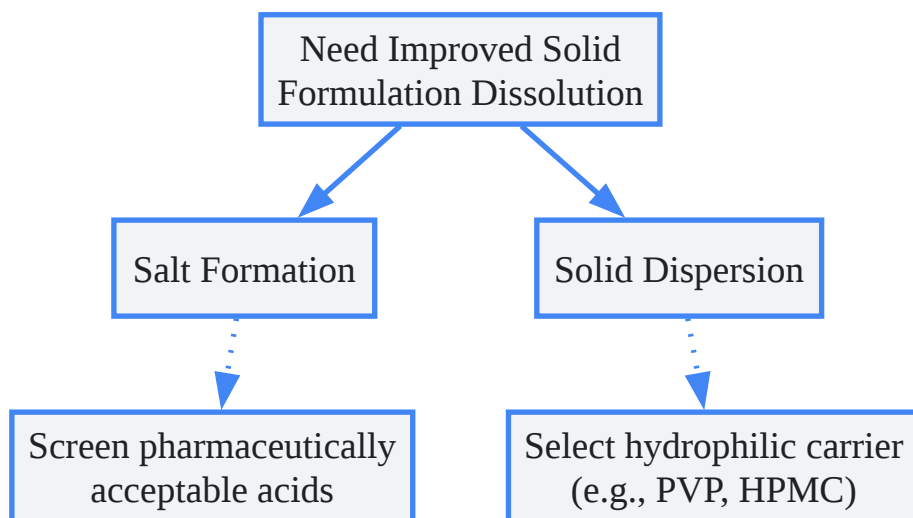 Need Improved Solid
Formulation Dissolution
Salt Formation
Solid Dispersion
Screen pharmaceutically
acceptable acids
Select hydrophilic carrier
(e.g., PVP, HPMC)